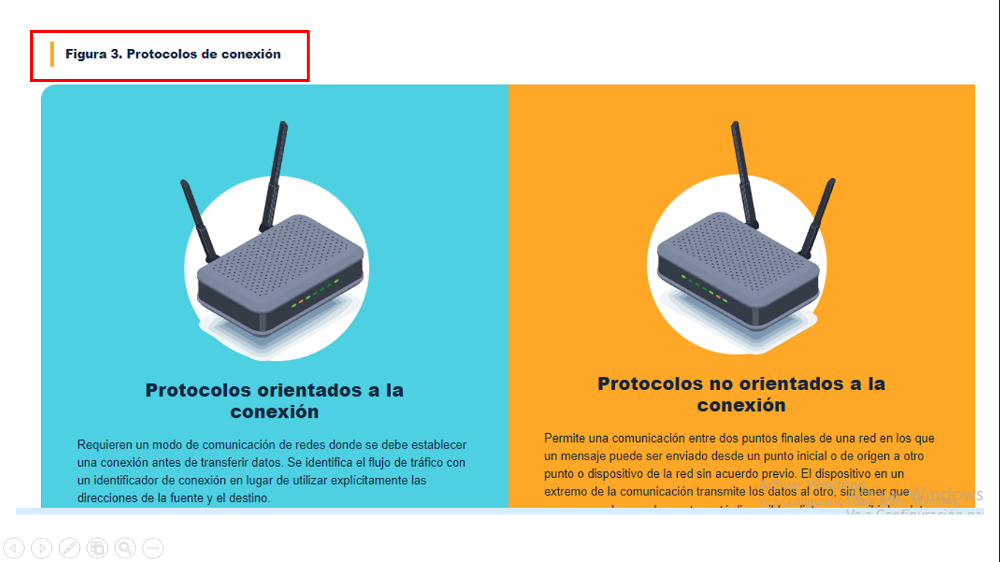 Figura 3. Protocolos de conexión
Protocolos orientados a la
conexión
Requieren un modo de comunicación de redes donde se debe establecer
una conexión antes de transferir datos. Se identifica el flujo de tráfico con
un identificador de conexión en lugar de utilizar explícitamente las
direcciones de la fuente y el destino.
Protocolos no orientados a la
conexión
Permite una comunicación entre dos puntos finales de una red en los que
un mensaje puede ser enviado desde un punto inicial o de origen a otro
punto o dispositivo de la red sin acuerdo previo. El dispositivo en un
extremo de la comunicación transmite los datos al otro, sin tener que
Activar Windows
Ve a Configuración pa